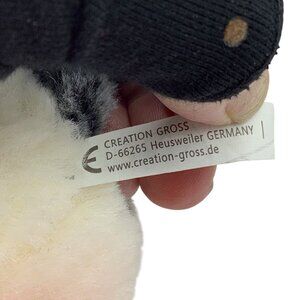 CREATION GROSS
D-66265 Heusweiler GERMANY
www.creation-gross.de